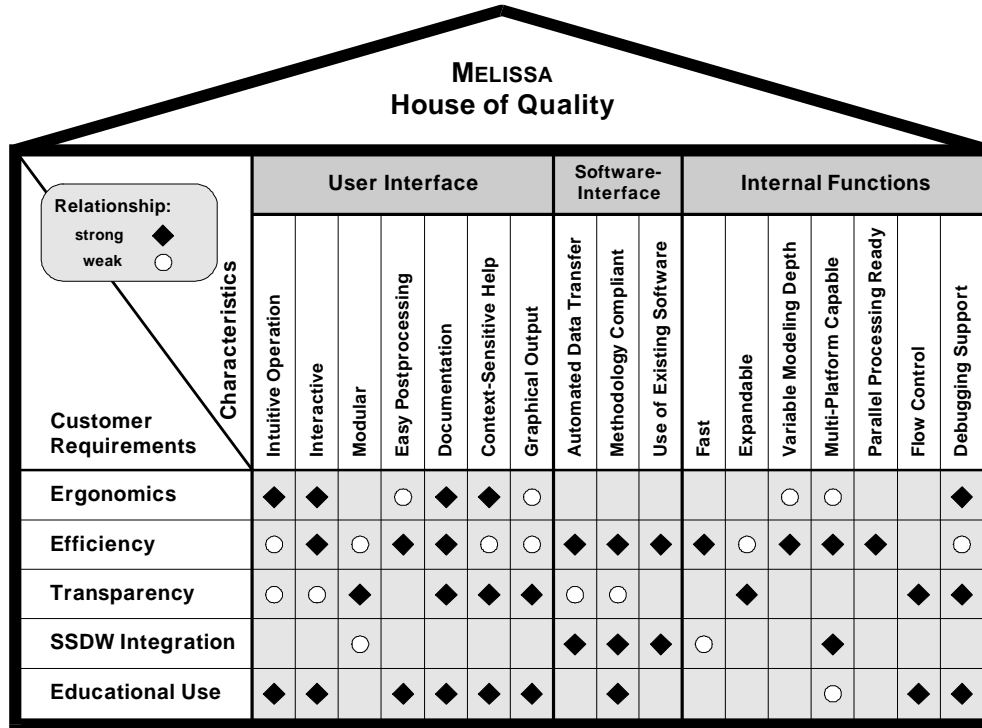 MELISSA
House of Quality
User Interface
Software-
Interface
Internal Functions
Relationship:
strong
weak
Characteristics
Customer
Requirements
Intuitive Operation
Interactive
Modular
Easy Postprocessing
Documentation
Context-Sensitive Help
Graphical Output
Automated Data Transfer
Methodology Compliant
Use of Existing Software
Fast
Expandable
Variable Modeling Depth
Multi-Platform Capable
Parallel Processing Ready
Flow Control
Debugging Support
Ergonomics
Efficiency
Transparency
SSDW Integration
Educational Use